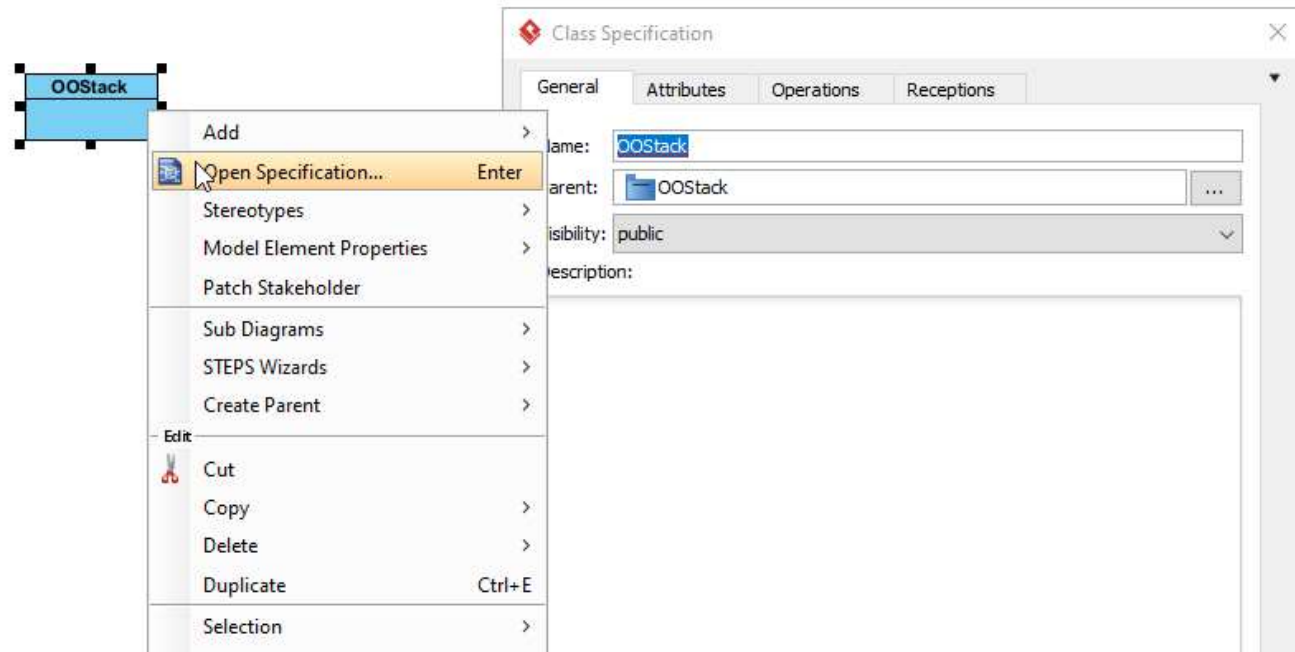 OOStack
Add
Open Specification... Enter
Stereotypes
Model Element Properties
Patch Stakeholder
Sub Diagrams
STEPS Wizards
Create Parent
Edit
Cut
Copy
Delete
Duplicate Ctrl+E
Selection
Class Specification
General Attributes Operations Receptions
ame: OOStack
arent: OOStack ...
isibility: public
escription: